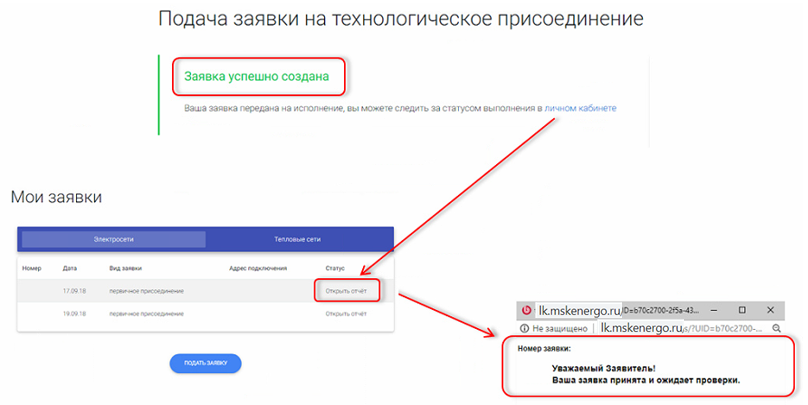 Подача заявки на технологическое присоединение
Заявка успешно создана
Ваша заявка передана на исполнение, вы можете следить за статусом выполнения в личном кабинете
Мои заявки
Электросети Тепловые сети
Номер Дата Вид заявки Адрес подключения Статус
17.09.18 первичное присоединение Открыть отчёт
19.09.18 первичное присоединение Открыть отчёт
ПОДАТЬ ЗАЯВКУ
lk.mskenergo.ru ID=b70c2700-2f5a-43...
Не защищено | lk.mskenergo.ru s/?UID=b70c2700-...
Номер заявки:
Уважаемый Заявитель!
Ваша заявка принята и ожидает проверки.